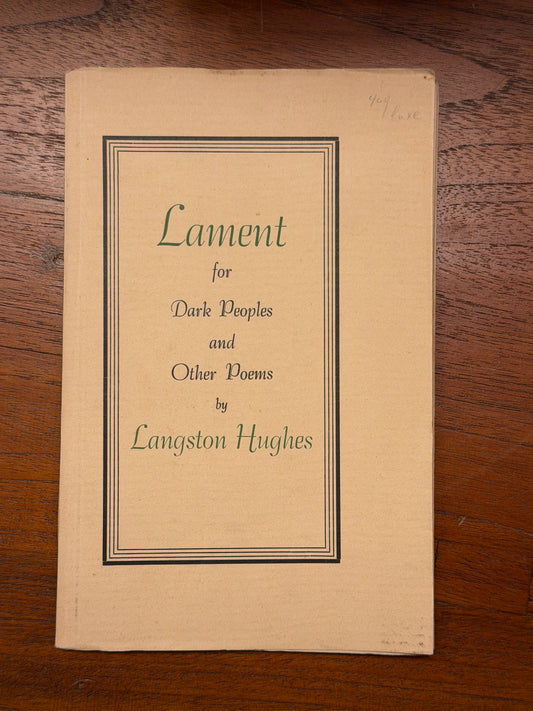 Lament
for
Dark Peoples
and
Other Poems
by
Langston Hughes